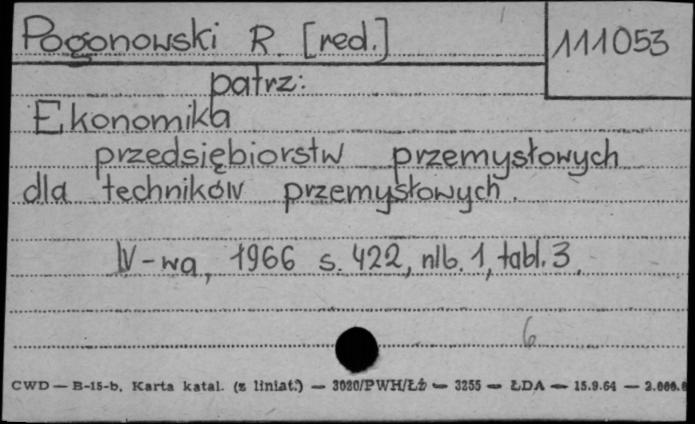 Pogonowski R. [red.]
111053
patrz:
Ekonomika
przedsiębiorstw przemysłowych
dla techników przemysłowych.
W-wa, 1966 s. 422, nlb. 1, tabl. 3.
6
CWD — B-15-b. Karta katal. (z liniat.) — 3020/PWH/Łż — 3255 — ŁDA — 15.9.64 — 2.000.0